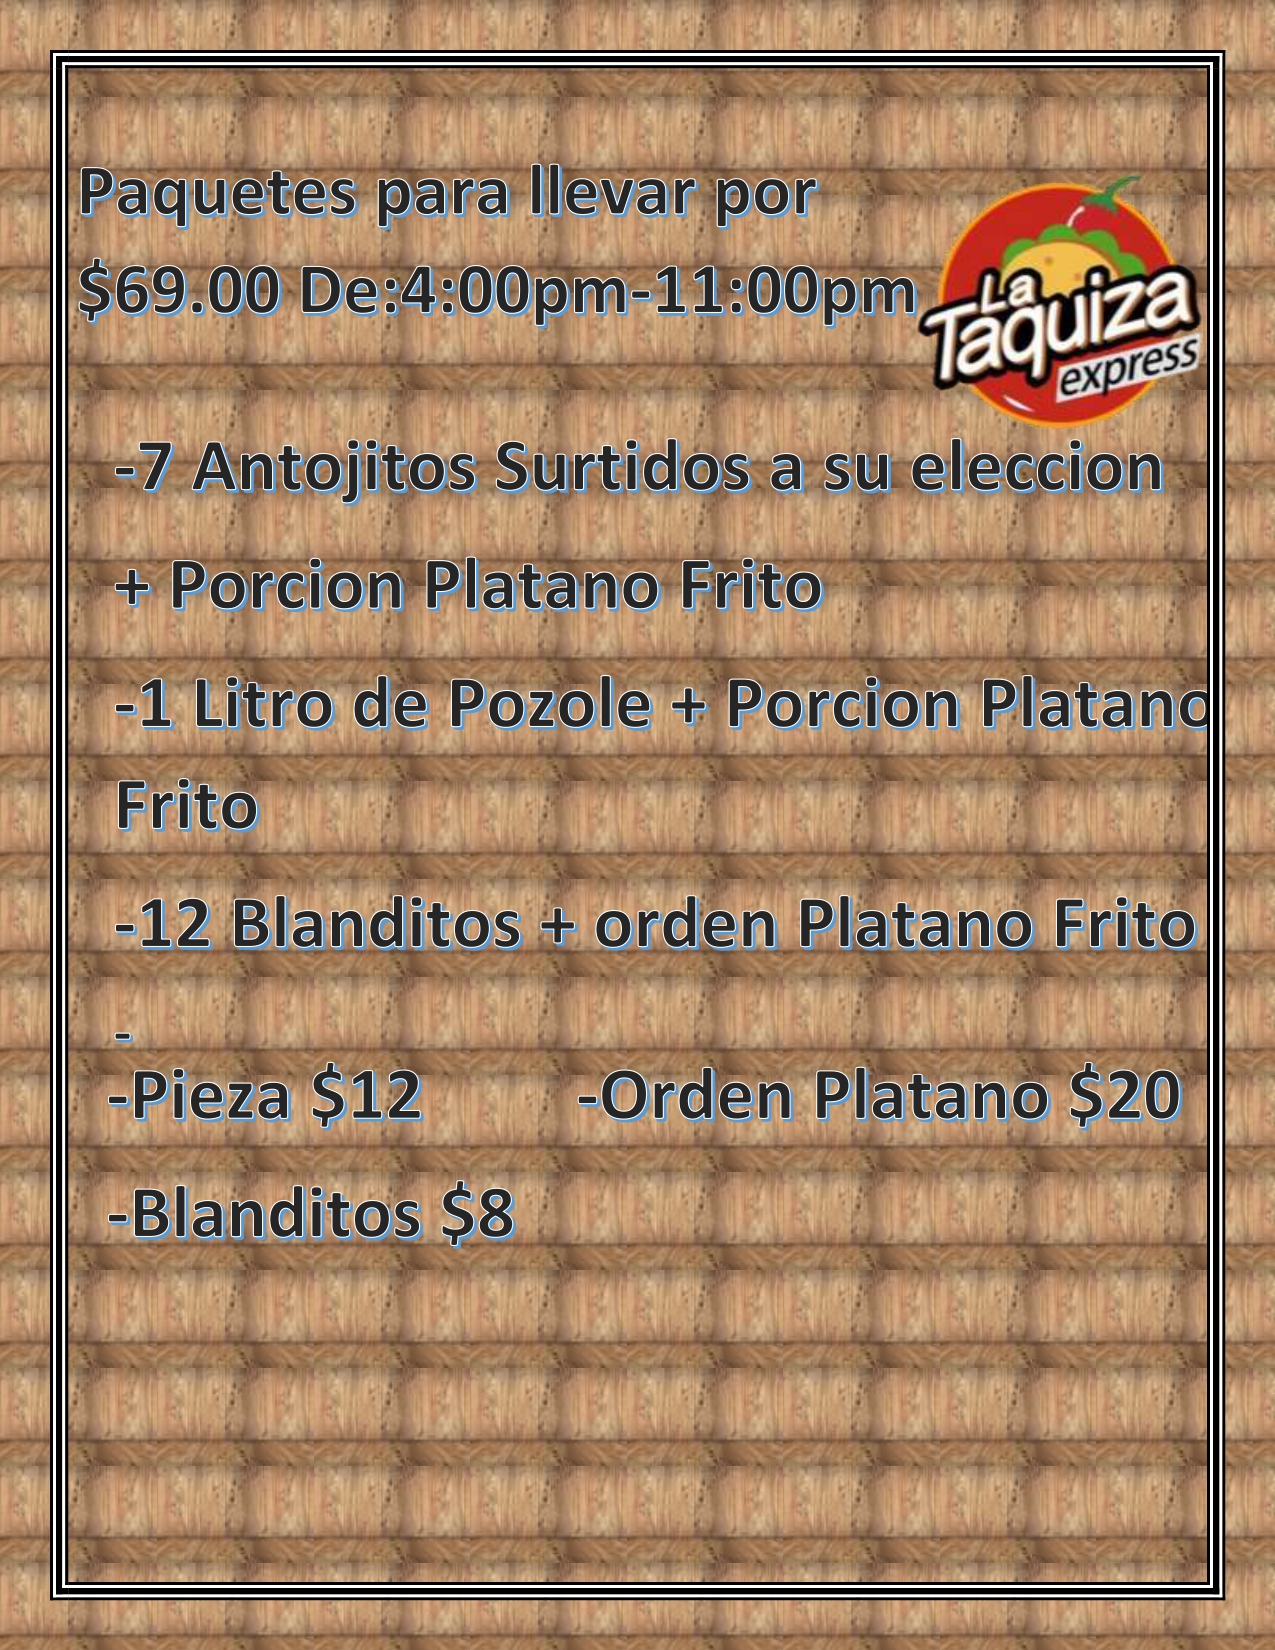 Paquetes para llevar por
$69.00 De:4:00pm-11:00pm
La
Taquiza
express
-7 Antojitos Surtidos a su eleccion
+ Porcion Platano Frito
-1 Litro de Pozole + Porcion Platano
Frito
-12 Blanditos + orden Platano Frito
-
-Pieza $12 -Orden Platano $20
-Blanditos $8